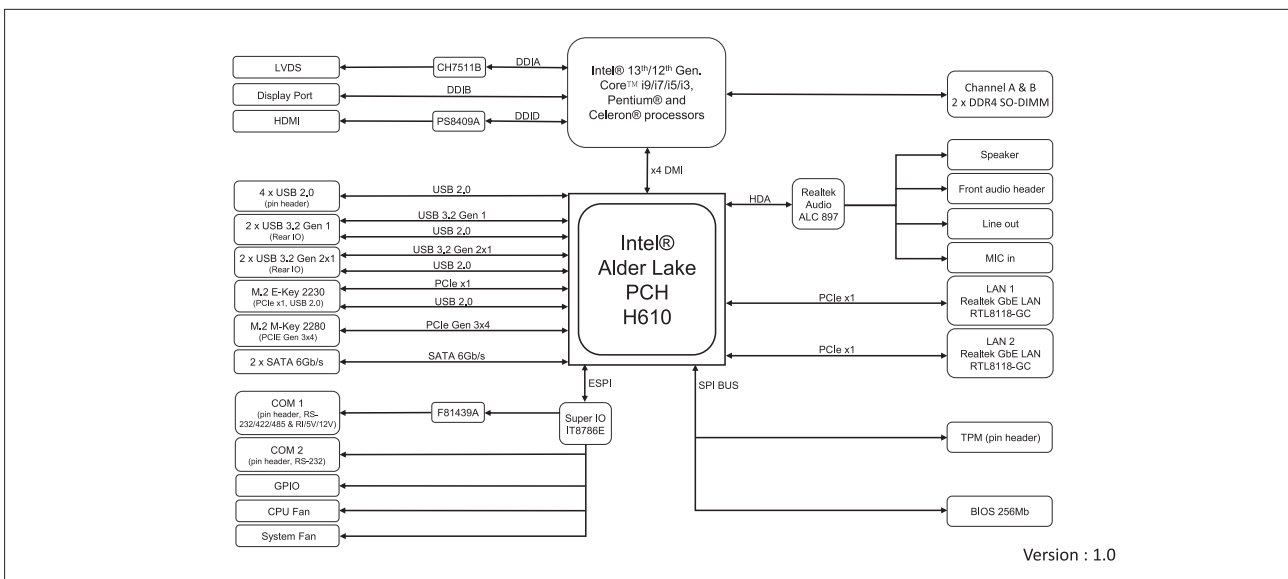 LVDS
CH7511B
DDIA
Display Port
DDIB
HDMI
PS8409A
DDID
Intel® 13th/12th Gen.
Core™ i9/i7/i5/i3,
Pentium® and
Celeron® processors
Channel A & B
2 x DDR4 SO-DIMM
x4 DMI
4 x USB 2.0
(pin header)
USB 2.0
2 x USB 3.2 Gen 1
(Rear IO)
USB 3.2 Gen 1
USB 2.0
2 x USB 3.2 Gen 2x1
(Rear IO)
USB 3.2 Gen 2x1
USB 2.0
M.2 E-Key 2230
(PCIe x1, USB 2.0)
PCIe x1
USB 2.0
M.2 M-Key 2280
(PCIE Gen 3x4)
PCIe Gen 3x4
2 x SATA 6Gb/s
SATA 6Gb/s
Intel®
Alder Lake
PCH
H610
HDA
Realtek
Audio
ALC 897
Speaker
Front audio header
Line out
MIC in
PCIe x1
LAN 1
Realtek GbE LAN
RTL8118-GC
PCIe x1
LAN 2
Realtek GbE LAN
RTL8118-GC
ESPI
SPI BUS
COM 1
(pin header, RS-
232/422/485 & RI/5V/12V)
F81439A
Super IO
IT8786E
COM 2
(pin header, RS-232)
GPIO
CPU Fan
System Fan
TPM (pin header)
BIOS 256Mb
Version : 1.0